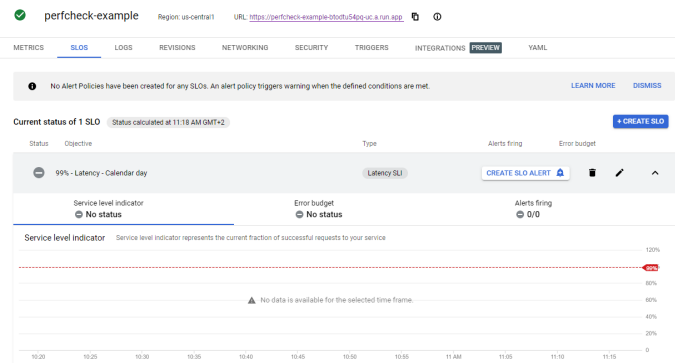 perfcheck-example Region: us-central1 URL: https://perfcheck-example-btodtu54pq-uc.a.run.app
METRICS SLOS LOGS REVISIONS NETWORKING SECURITY TRIGGERS INTEGRATIONS PREVIEW YAML
No Alert Policies have been created for any SLOs. An alert policy triggers warning when the defined conditions are met. LEARN MORE DISMISS
Current status of 1 SLO Status calculated at 11:18 AM GMT+2 + CREATE SLO
Status Objective Type Alerts firing Error budget
99% - Latency - Calendar day Latency SLI CREATE SLO ALERT
Service level indicator Error budget Alerts firing
No status No status 0/0
Service level indicator Service level indicator represents the current fraction of successful requests to your service
120%
99%
80%
No data is available for the selected time frame. 60%
40%
20%
0
10:20 10:25 10:30 10:35 10:40 10:45 10:50 10:55 11 AM 11:05 11:10 11:15